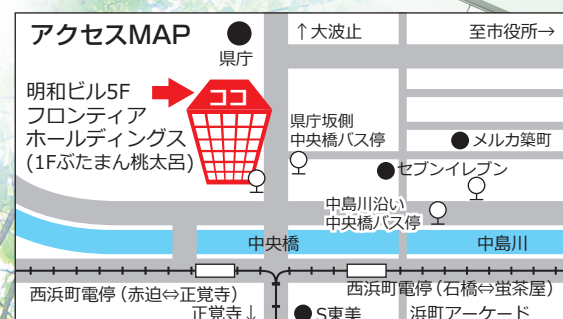 アクセスMAP
県庁
↑大波止
至市役所→
明和ビル5F
フロンティア
ホールディングス
(1Fぶたまん桃太呂)
ココ
県庁坂側
中央橋バス停
メルカ築町
セブンイレブン
中島川沿い
中央橋バス停
中央橋
中島川
西浜町電停(赤迫⇔正覚寺)
西浜町電停(石橋⇔蛍茶屋)
正覚寺↓
S東美
浜町アーケード